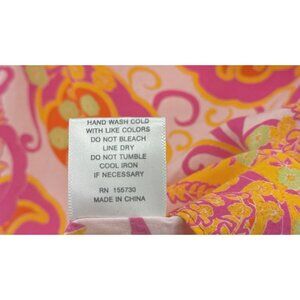 HAND WASH COLD
WITH LIKE COLORS
DO NOT BLEACH
LINE DRY
DO NOT TUMBLE
COOL IRON
IF NECESSARY
RN 155730
MADE IN CHINA